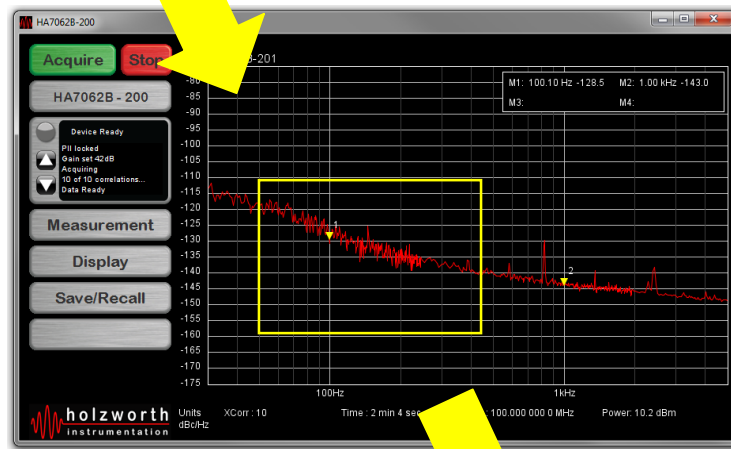 HA7062B-200
Acquire
Stop
-201
HA7062B - 200
Device Ready
Pll locked
Gain set 42dB
Acquiring
10 of 10 correlations...
Data Ready
Measurement
Display
Save/Recall
M1: 100.10 Hz -128.5 M2: 1.00 kHz -143.0
M3: M4:
-80
-85
-90
-95
-100
-105
-110
-115
-120
-125
-130
-135
-140
-145
-150
-155
-160
-165
-170
-175
1
2
100Hz
1kHz
holzworth
instrumentation
Units
dBc/Hz
XCorr : 10
Time : 2 min 4 sec
: 100.000 000 0 MHz
Power: 10.2 dBm